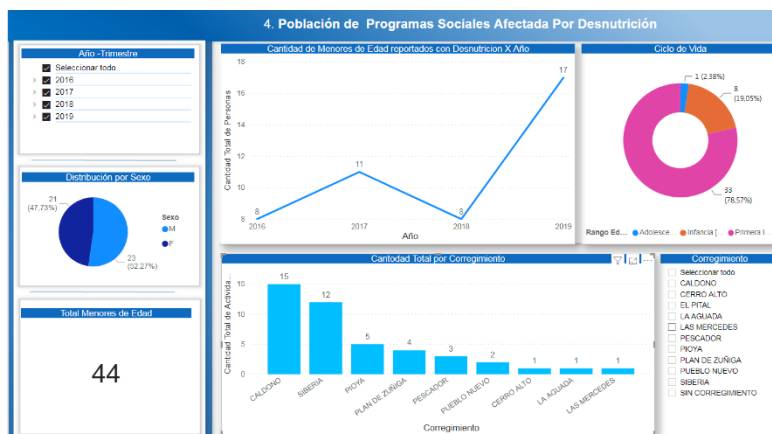 4. Población de Programas Sociales Afectada Por Desnutrición
Año -Trimestre
Seleccionar todo
2016
2017
2018
2019
Distribución por Sexo
21
(47,73%)
Sexo
M
F
23
(52,27%)
Total Menores de Edad
44
Cantidad de Menores de Edad reportados con Desnutricion X Año
Cantidad Total de Personas
18
16
14
12
10
8
8
11
8
17
2016
2017
2018
2019
Año
Ciclo de Vida
1 (2,38%)
8
(19,05%)
33
(78,57%)
Rango Ed...
Adolesce...
Infancia [...
Primera I...
Cantodad Total por Corregimiento
Cantidad Total de Activida...
15
10
5
0
15
12
5
4
3
2
1
1
1
CALDONO
SIBERIA
PIOYA
PLAN DE ZUÑIGA
PESCADOR
PUEBLO NUEVO
CERRO ALTO
LA AGUADA
LAS MERCEDES
Corregimiento
Corregimiento
Seleccionar todo
CALDONO
CERRO ALTO
EL PITAL
LA AGUADA
LAS MERCEDES
PESCADOR
PIOYA
PLAN DE ZUÑIGA
PUEBLO NUEVO
SIBERIA
SIN CORREGIMIENTO